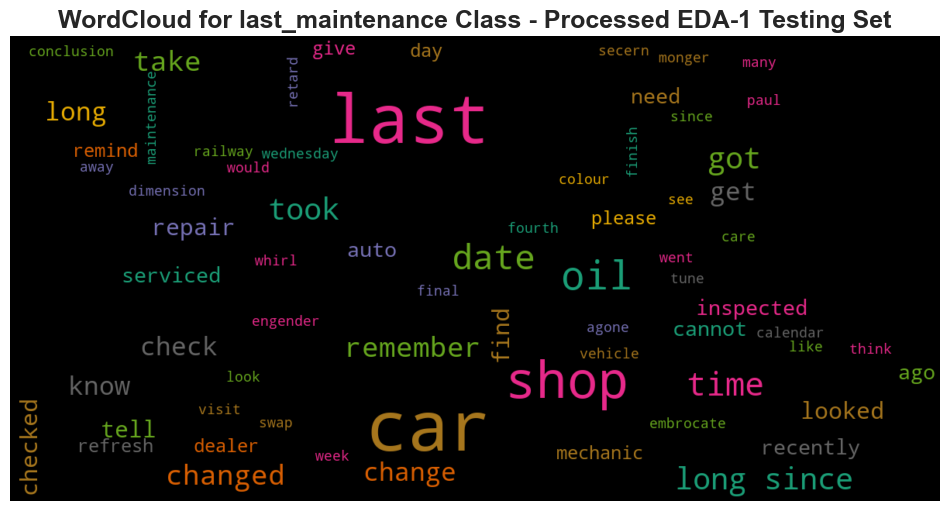 WordCloud for last_maintenance Class - Processed EDA-1 Testing Set
conclusion
take
retard
give
day
secern
monger
many
long
maintenance
last
need
paul
since
remind
away
railway
would
wednesday
finish
got
dimension
colour
see
get
took
please
repair
fourth
care
auto
date
whirl
went
serviced
oil
tune
final
inspected
engender
find
agone
cannot
calendar
check
remember
vehicle
like
think
know
look
shop
time
ago
checked
visit
swap
car
looked
tell
embrocate
refresh
dealer
week
mechanic
recently
changed
change
long since